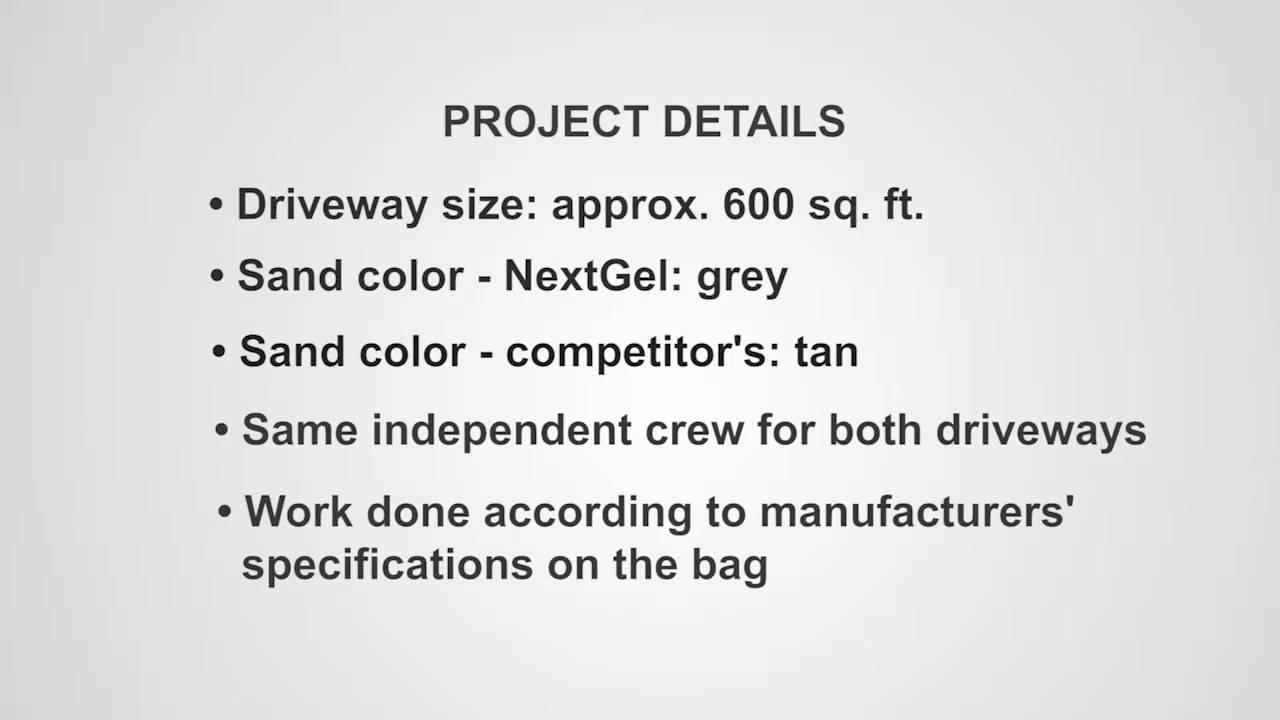 PROJECT DETAILS
• Driveway size: approx. 600 sq. ft.
• Sand color - NextGel: grey
• Sand color - competitor's: tan
• Same independent crew for both driveways
• Work done according to manufacturers'
specifications on the bag